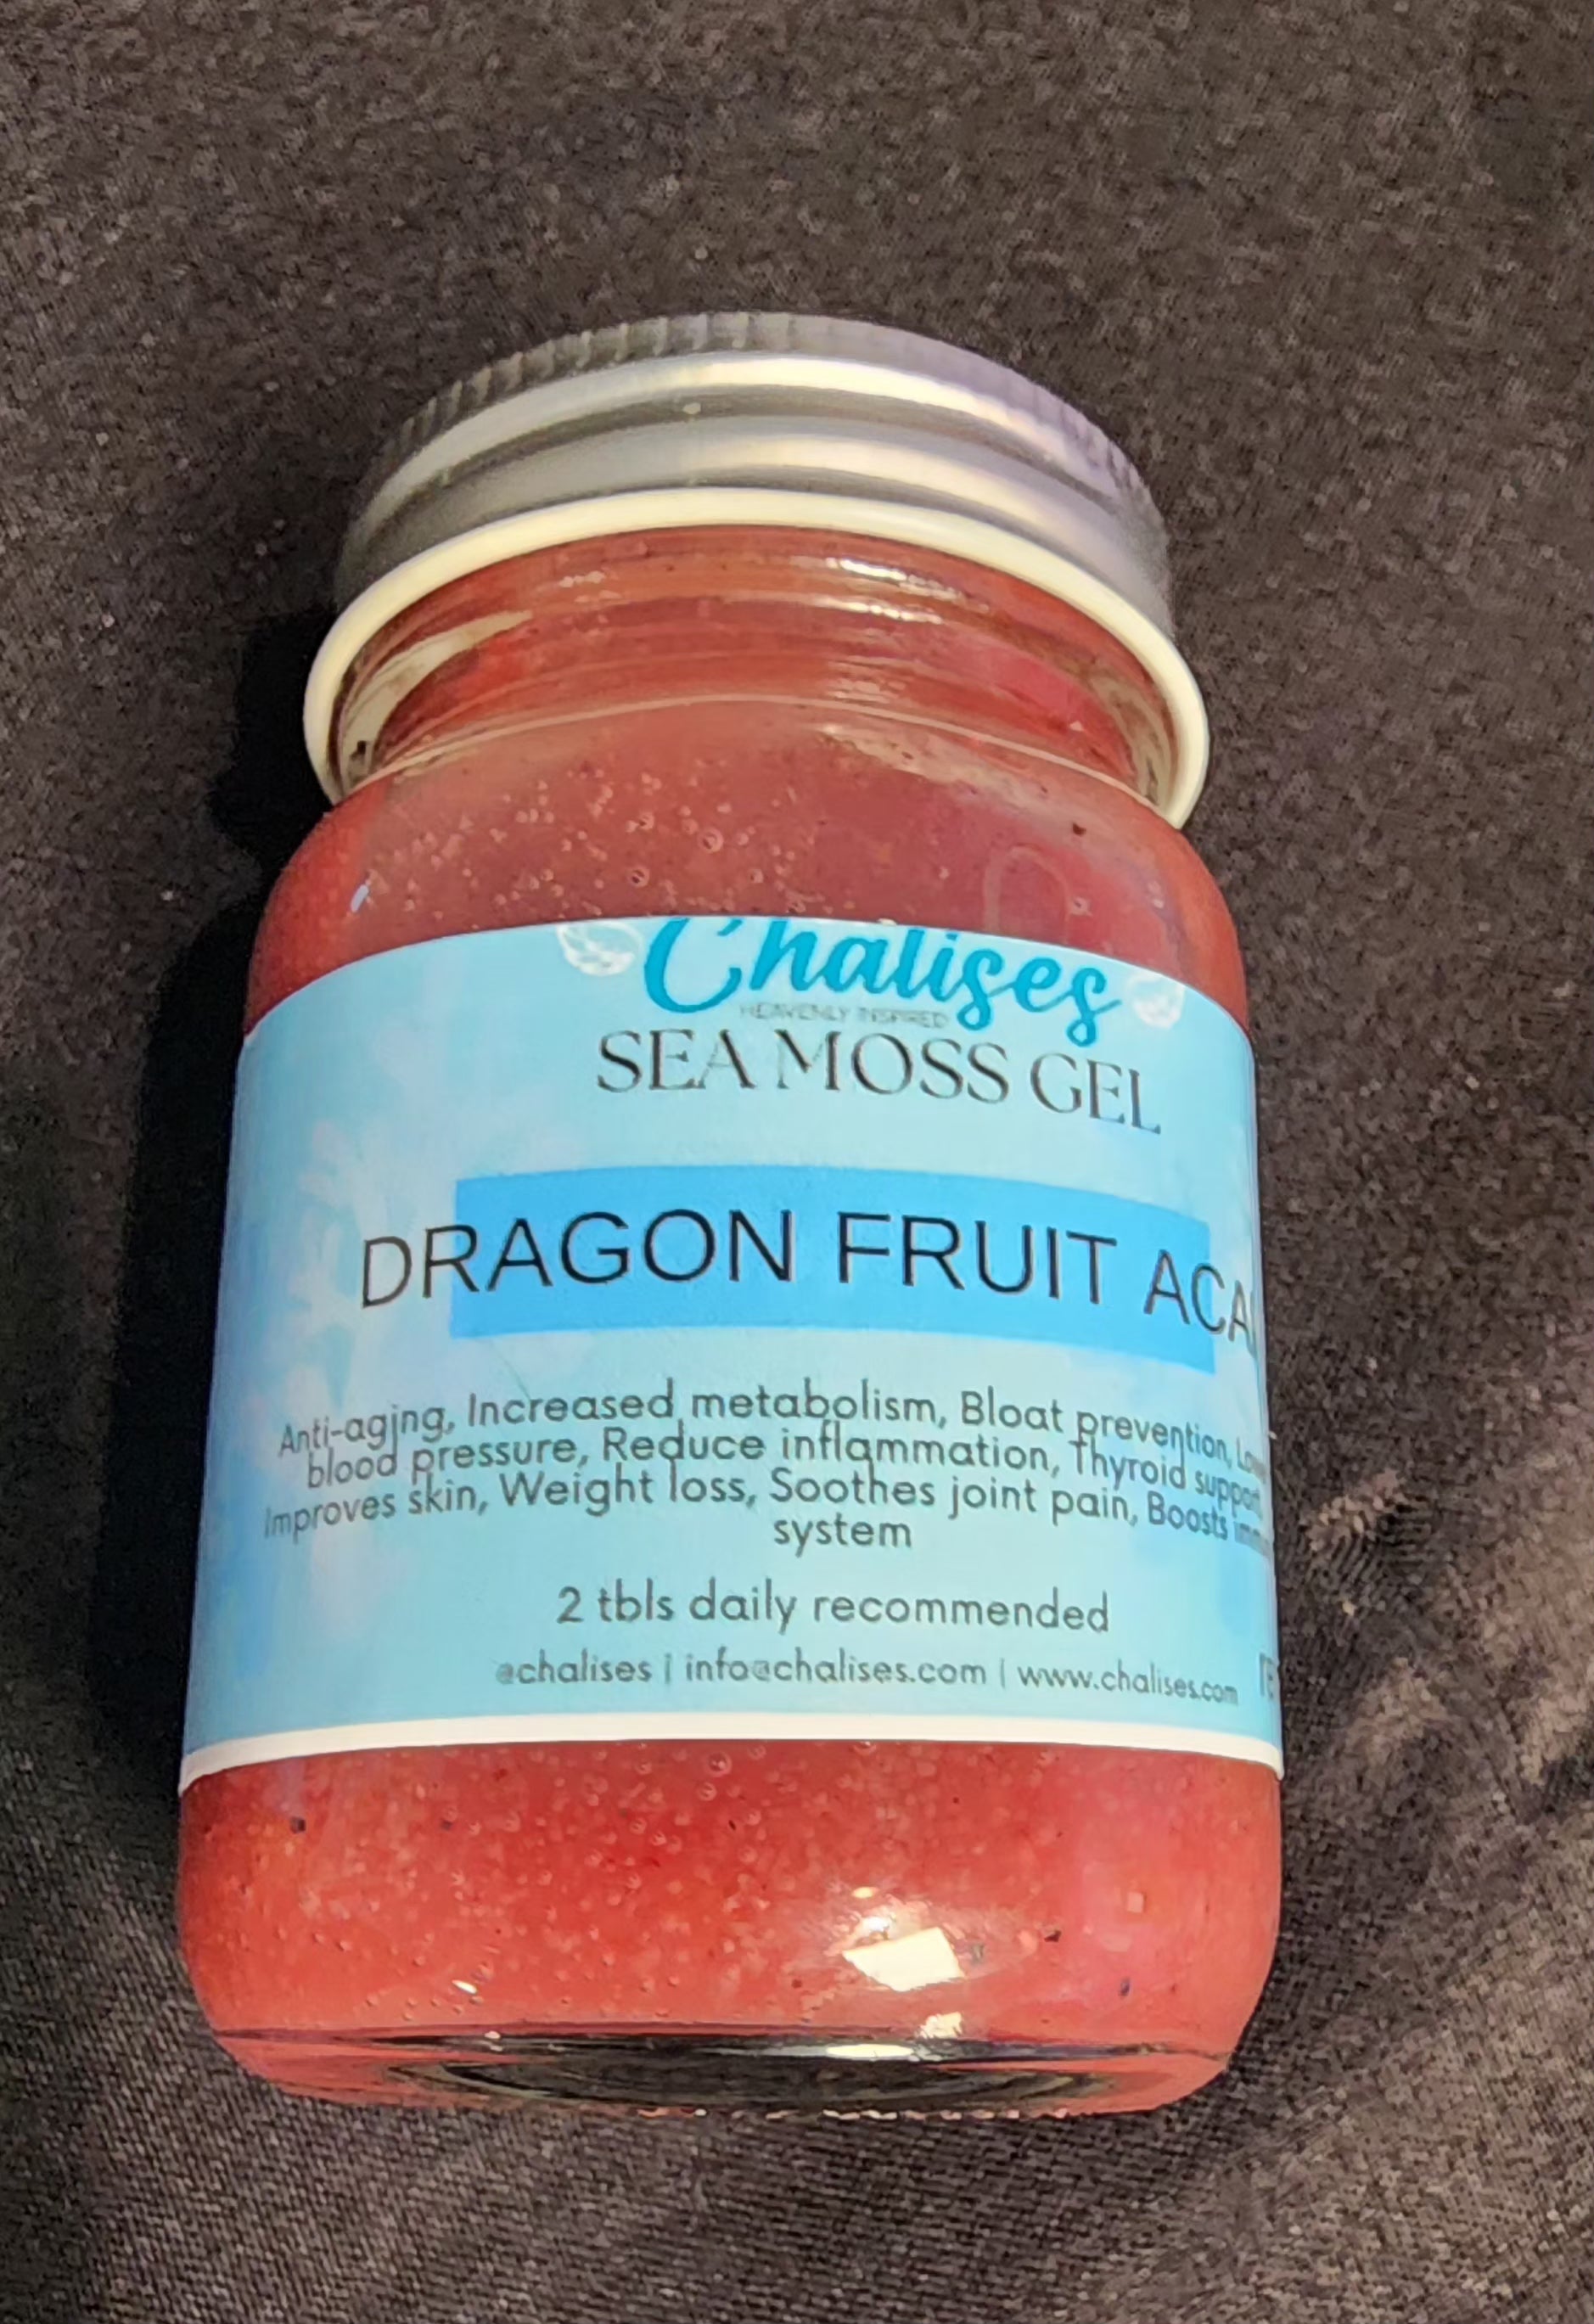 Chalises
HEAVENLY INSPIRED
SEA MOSS GEL
DRAGON FRUIT
Anti-aging, Increased metabolism, Bloat prevention,
blood pressure, Reduce inflammation, Thyroid support,
Improves skin, Weight loss, Soothes joint pain, Boosts
system
2 tbls daily recommended
@chalises | info@chalises.com | www.chalises.com